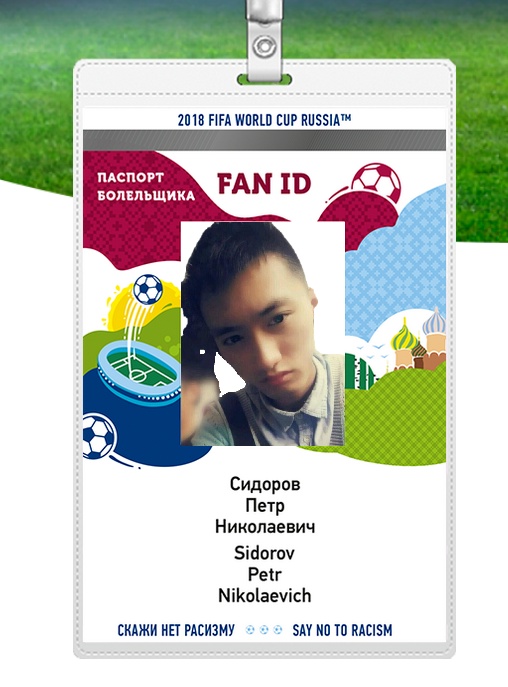 2018 FIFA WORLD CUP RUSSIA™
ПАСПОРТ
БОЛЕЛЬЩИКА
FAN ID
Сидоров
Петр
Николаевич
Sidorov
Petr
Nikolaevich
СКАЖИ НЕТ РАСИЗМУ SAY NO TO RACISM